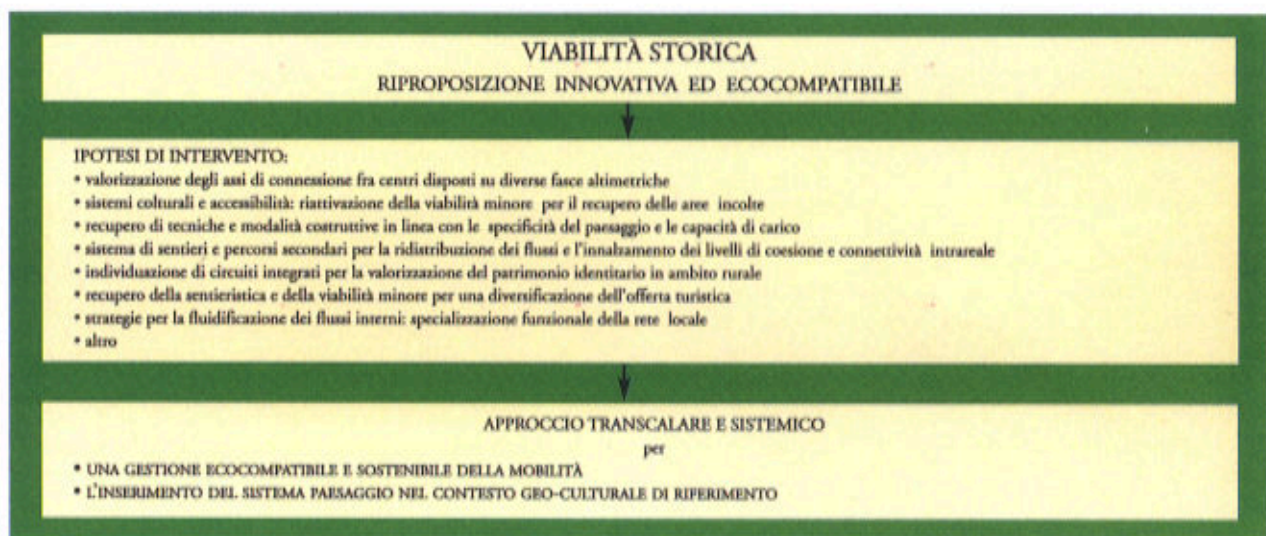 VIABILITÀ STORICA
RIPROPOSIZIONE INNOVATIVA ED ECOCOMPATIBILE
IPOTESI DI INTERVENTO:
• valorizzazione degli assi di connessione fra centri disposti su diverse fasce altimetriche
• sistemi colturali e accessibilità: riattivazione della viabilità minore per il recupero delle aree incolte
• recupero di tecniche e modalità costruttive in linea con le specificità del paesaggio e le capacità di carico
• sistema di sentieri e percorsi secondari per la ridistribuzione dei flussi e l'innalzamento dei livelli di coesione e connettività intrareale
• individuazione di circuiti integrati per la valorizzazione del patrimonio identitario in ambito rurale
• recupero della sentieristica e della viabilità minore per una diversificazione dell'offerta turistica
• strategie per la fluidificazione dei flussi interni: specializzazione funzionale della rete locale
• altro
APPROCCIO TRANSCALARE E SISTEMICO
per
• UNA GESTIONE ECOCOMPATIBILE E SOSTENIBILE DELLA MOBILITÀ
• L'INSERIMENTO DEL SISTEMA PAESAGGIO NEL CONTESTO GEO-CULTURALE DI RIFERIMENTO